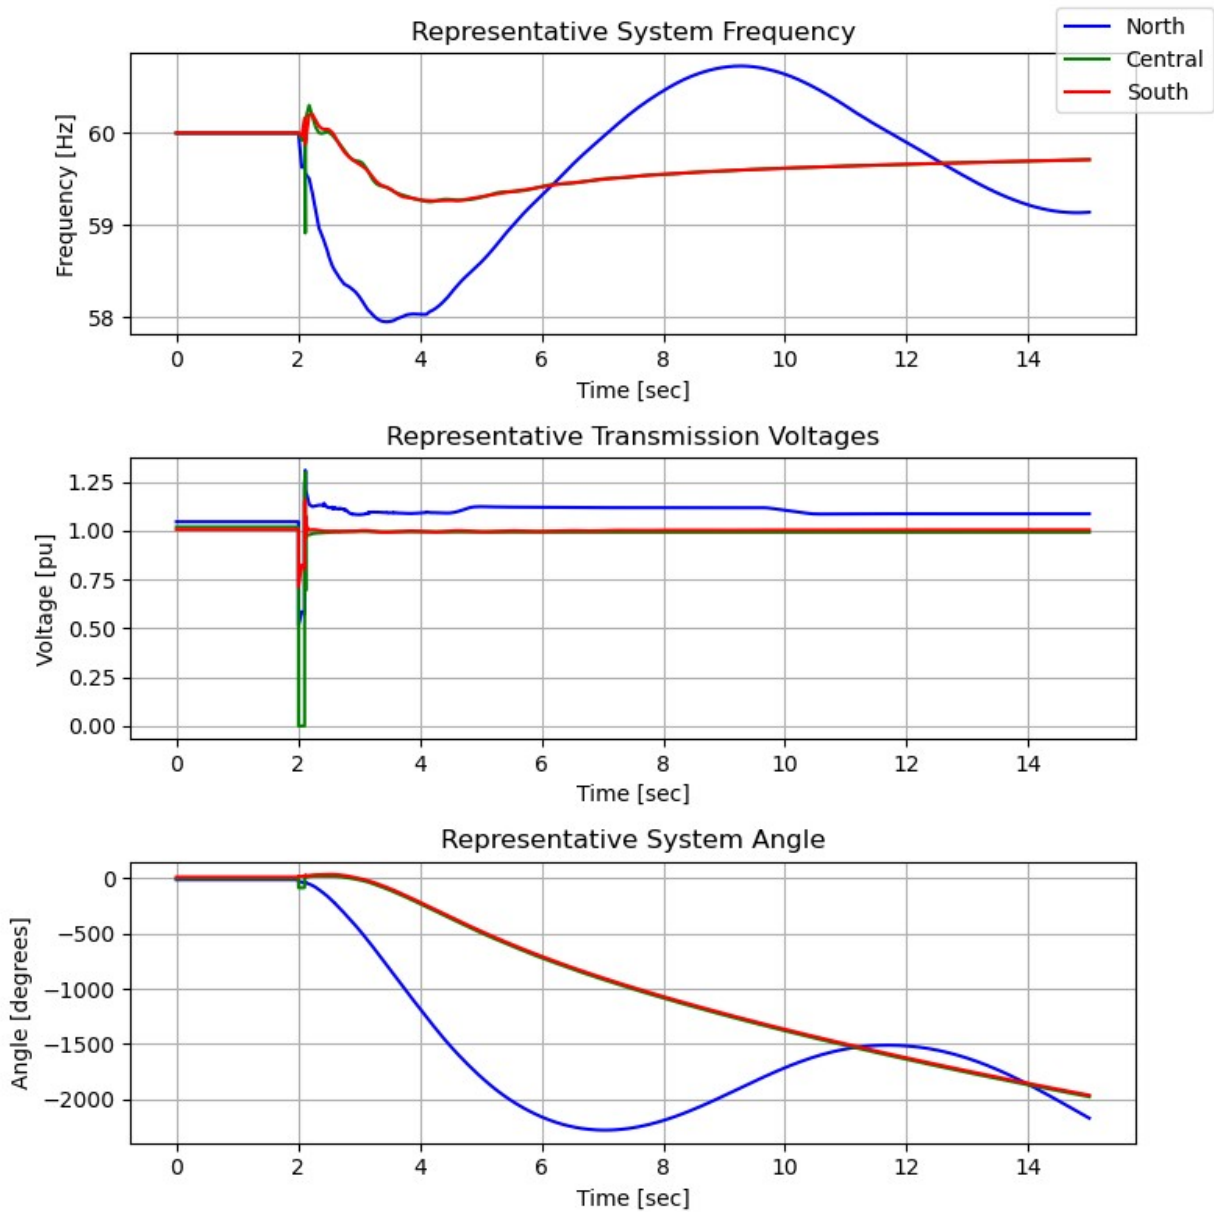 Representative System Frequency
North
Central
South
Frequency [Hz]
60
59
58
0 2 4 6 8 10 12 14
Time [sec]
Representative Transmission Voltages
Voltage [pu]
1.25
1.00
0.75
0.50
0.25
0.00
0 2 4 6 8 10 12 14
Time [sec]
Representative System Angle
Angle [degrees]
0
−500
−1000
−1500
−2000
0 2 4 6 8 10 12 14
Time [sec]